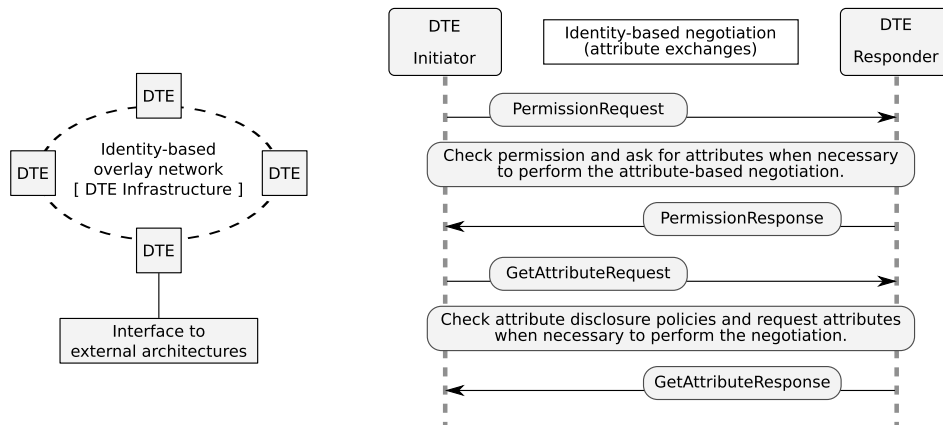 DTE
DTE
Identity-based
overlay network
[ DTE Infrastructure ]
DTE
DTE
Interface to
external architectures
DTE
Initiator
Identity-based negotiation
(attribute exchanges)
DTE
Responder
PermissionRequest
Check permission and ask for attributes when necessary
to perform the attribute-based negotiation.
PermissionResponse
GetAttributeRequest
Check attribute disclosure policies and request attributes
when necessary to perform the negotiation.
GetAttributeResponse